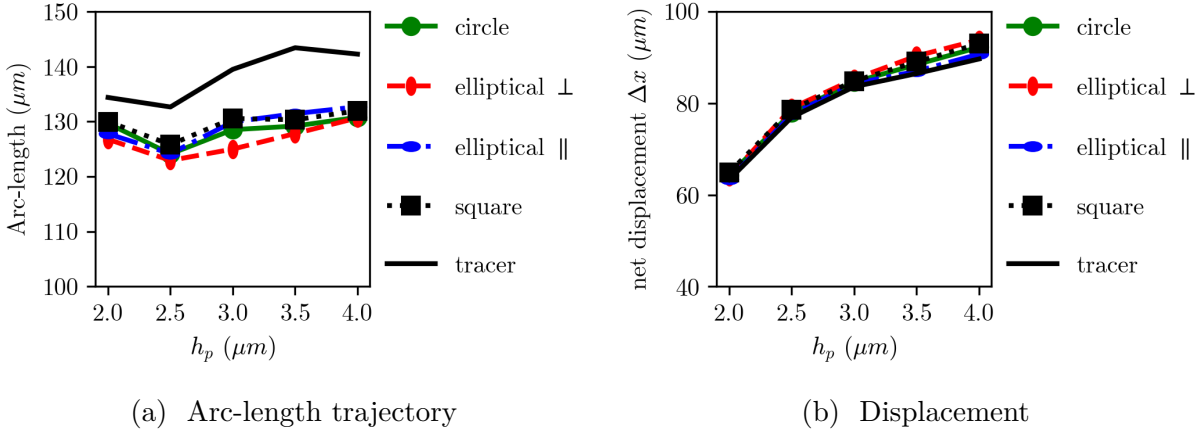 150
140
130
120
110
100
Arc-length (μm)
2.0 2.5 3.0 3.5 4.0
h_p (μm)
circle
elliptical ⊥
elliptical ∥
square
tracer
(a) Arc-length trajectory
100
80
60
40
net displacement Δx (μm)
2.0 2.5 3.0 3.5 4.0
h_p (μm)
circle
elliptical ⊥
elliptical ∥
square
tracer
(b) Displacement